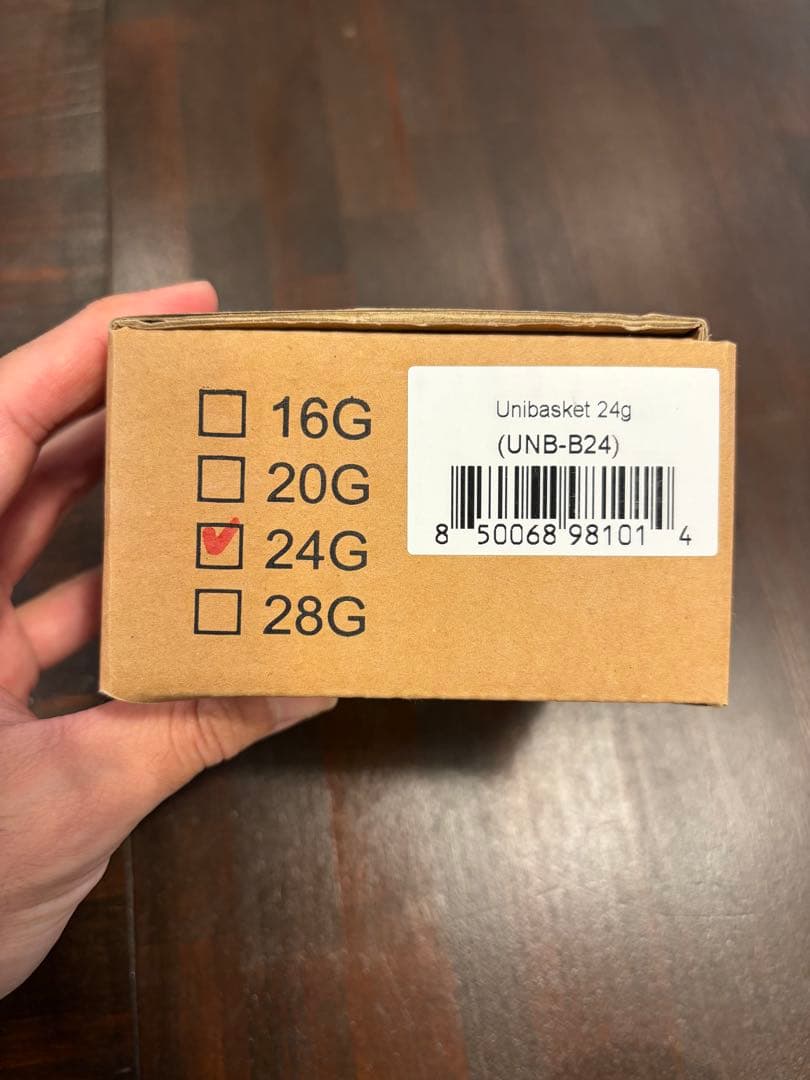 16G
20G
24G
28G
Unibasket 24g
(UNB-B24)
8 50068 98101 4